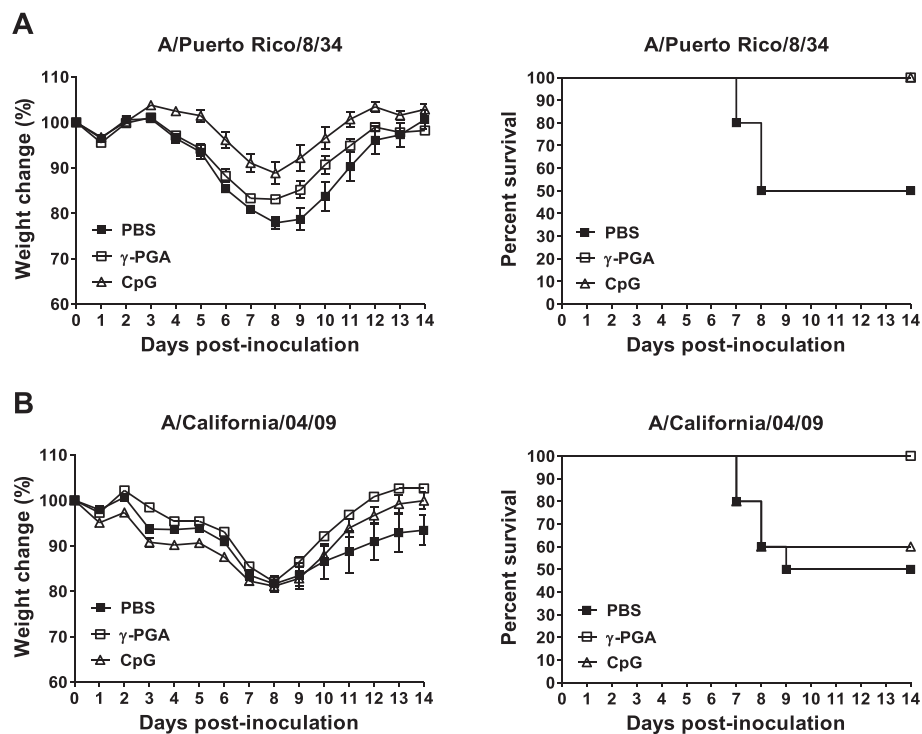 A
A/Puerto Rico/8/34
Weight change (%)
110
100
90
80
70
60
PBS
γ-PGA
CpG
0 1 2 3 4 5 6 7 8 9 10 11 12 13 14
Days post-inoculation
A/Puerto Rico/8/34
Percent survival
100
90
80
70
60
50
40
30
20
10
0
PBS
γ-PGA
CpG
0 1 2 3 4 5 6 7 8 9 10 11 12 13 14
Days post-inoculation
B
A/California/04/09
Weight change (%)
110
100
90
80
70
60
PBS
γ-PGA
CpG
0 1 2 3 4 5 6 7 8 9 10 11 12 13 14
Days post-inoculation
A/California/04/09
Percent survival
100
90
80
70
60
50
40
30
20
10
0
PBS
γ-PGA
CpG
0 1 2 3 4 5 6 7 8 9 10 11 12 13 14
Days post-inoculation